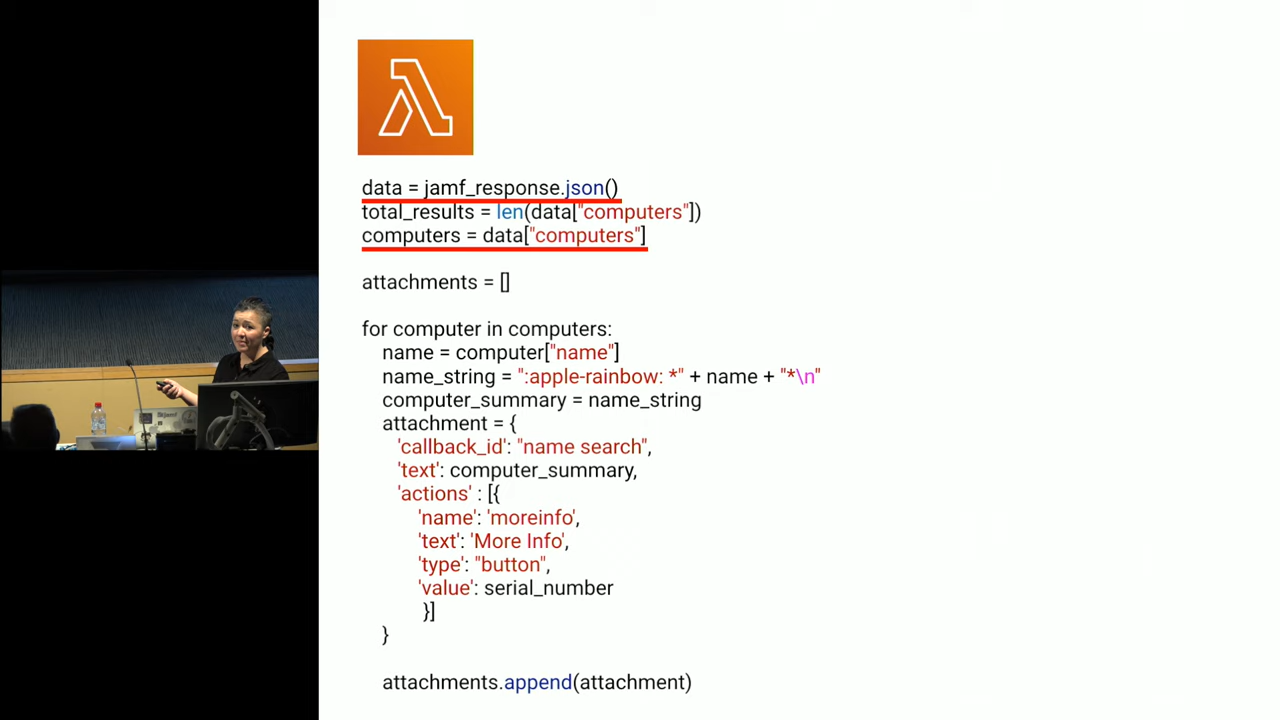 data = jamf_response.json()
total_results = len(data["computers"])
computers = data["computers"]
attachments = []
for computer in computers:
name = computer["name"]
name_string = ":apple-rainbow: *" + name + "*\n"
computer_summary = name_string
attachment = {
'callback_id': "name search",
'text': computer_summary,
'actions' : [{
'name': 'moreinfo',
'text': 'More Info',
'type': "button",
'value': serial_number
}]
}
attachments.append(attachment)
jamf